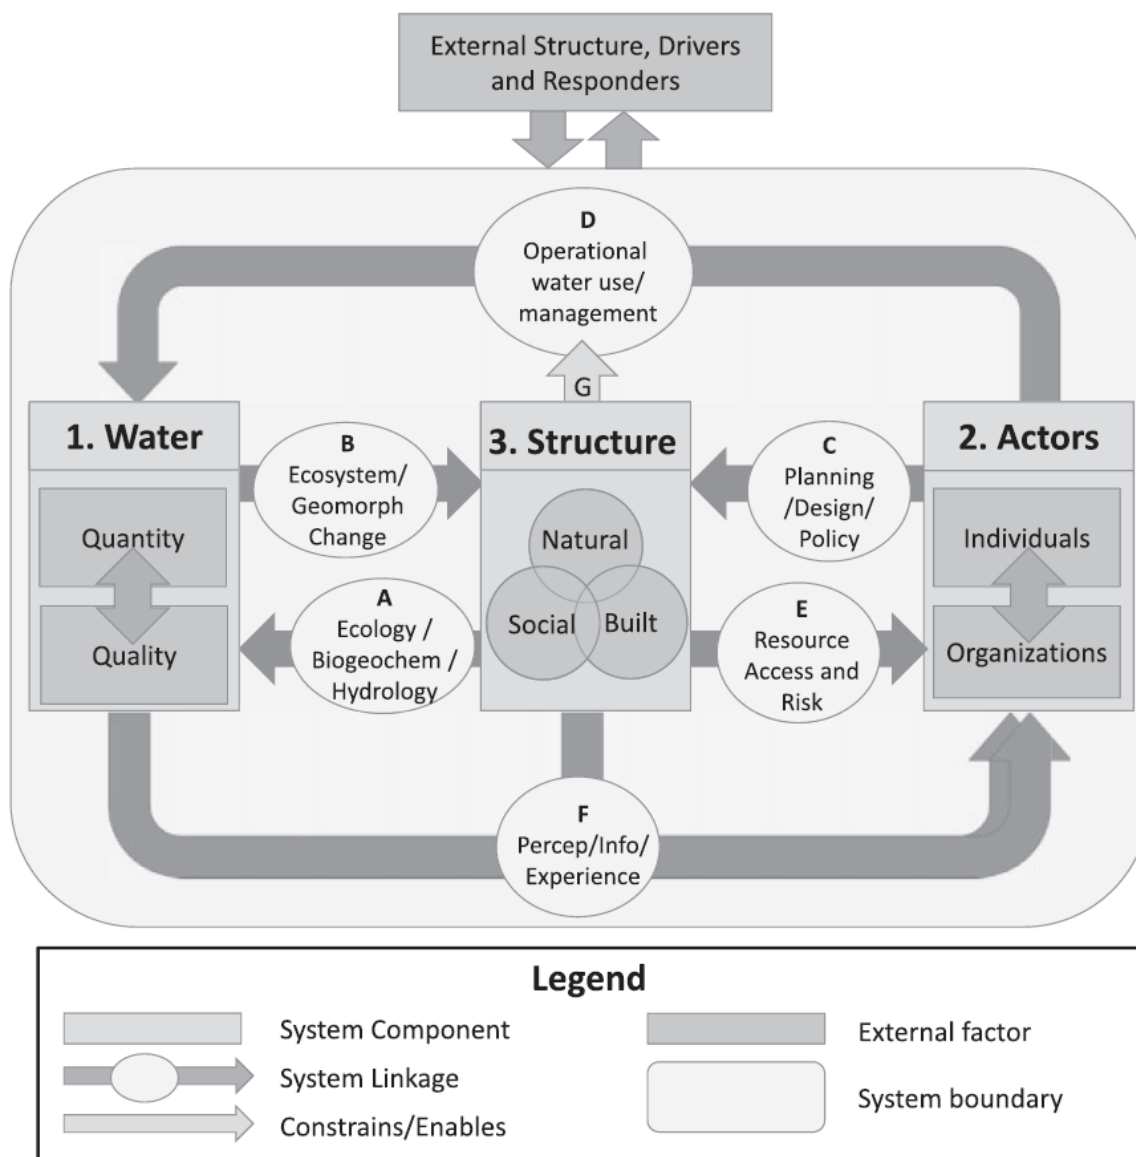 External Structure, Drivers
and Responders
D
Operational
water use/
management
G
1. Water
Quantity
Quality
B
Ecosystem/
Geomorph
Change
A
Ecology /
Biogeochem /
Hydrology
3. Structure
Natural
Social
Built
C
Planning
/Design/
Policy
E
Resource
Access and
Risk
2. Actors
Individuals
Organizations
F
Percep/Info/
Experience
Legend
System Component
System Linkage
Constrains/Enables
External factor
System boundary